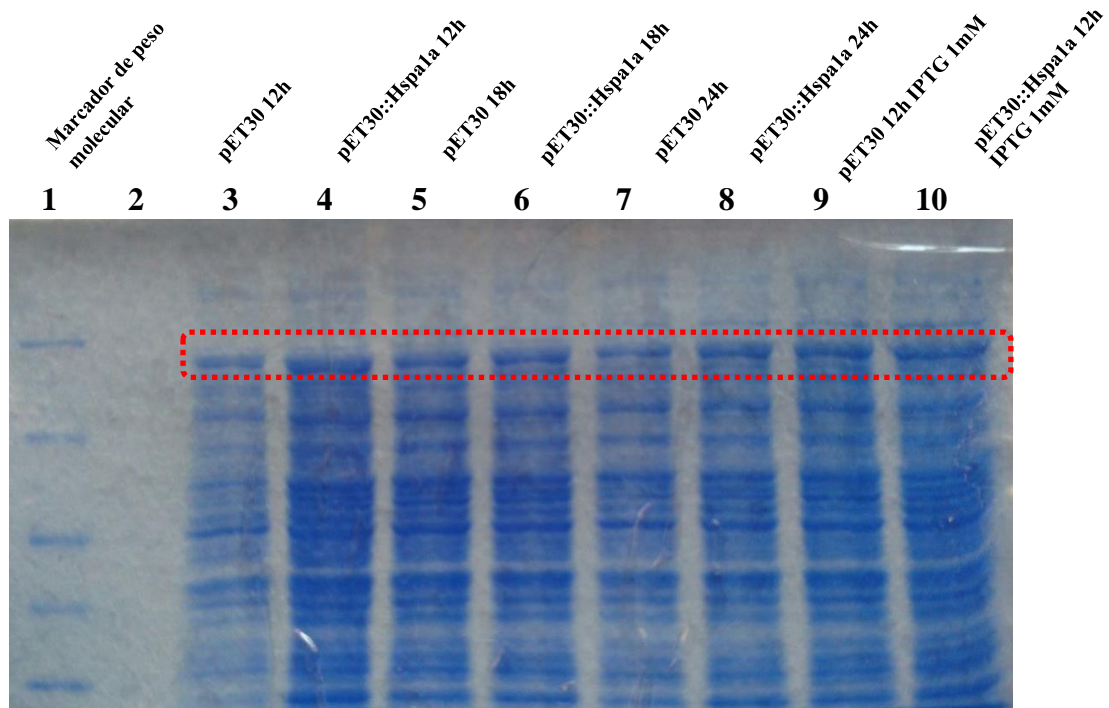 Marcador de peso
molecular
pET30 12h
pET30::Hspa1a 12h
pET30 18h
pET30::Hspa1a 18h
pET30 24h
pET30::Hspa1a 24h
pET30 12h IPTG 1mM
pET30::Hspa1a 12h
IPTG 1mM
1 2 3 4 5 6 7 8 9 10